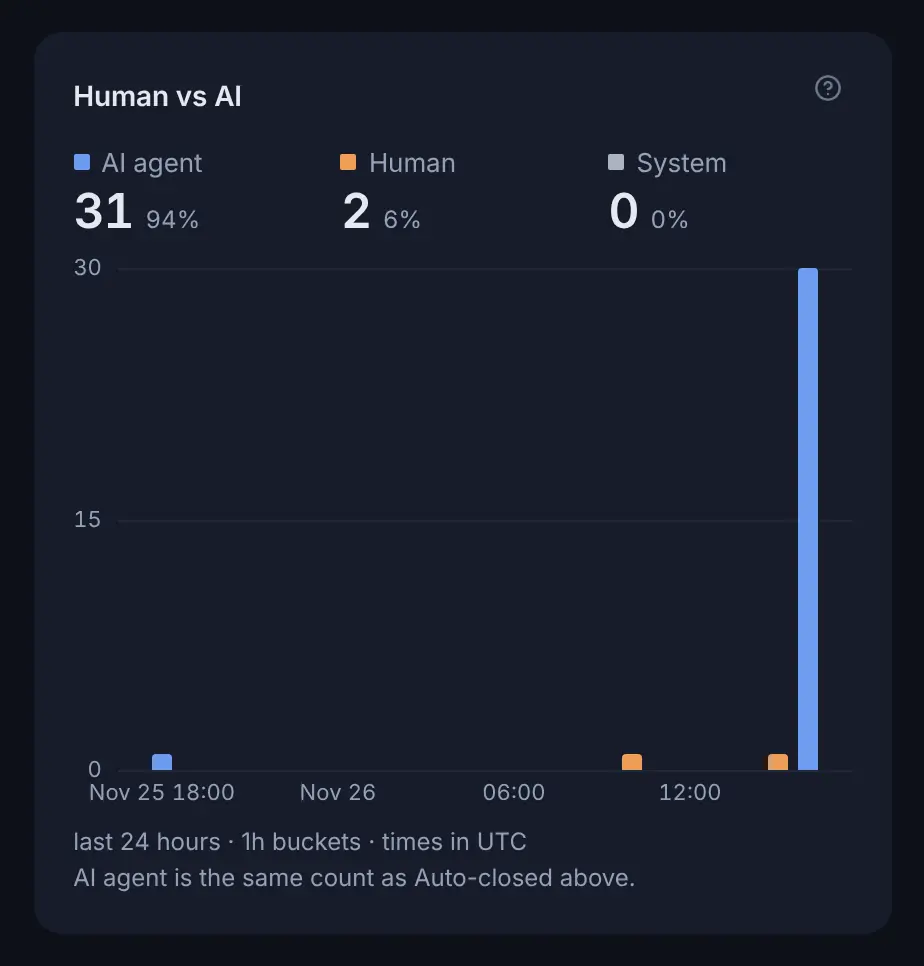 Human vs AI
AI agent
Human
System
31 94%
2 6%
0 0%
30
15
0
Nov 25 18:00
Nov 26
06:00
12:00
last 24 hours · 1h buckets · times in UTC
AI agent is the same count as Auto-closed above.